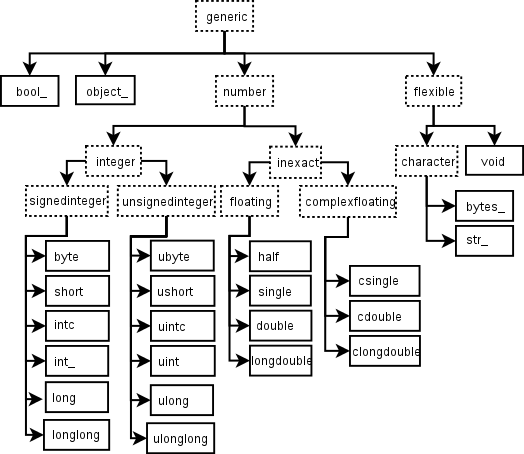 generic
bool_
object_
number
flexible
integer
inexact
character
void
signedinteger
unsignedinteger
floating
complexfloating
bytes_
str_
byte
ubyte
half
short
ushort
single
csingle
intc
uintc
double
cdouble
int_
uint
longdouble
clongdouble
long
ulong
longlong
ulonglong